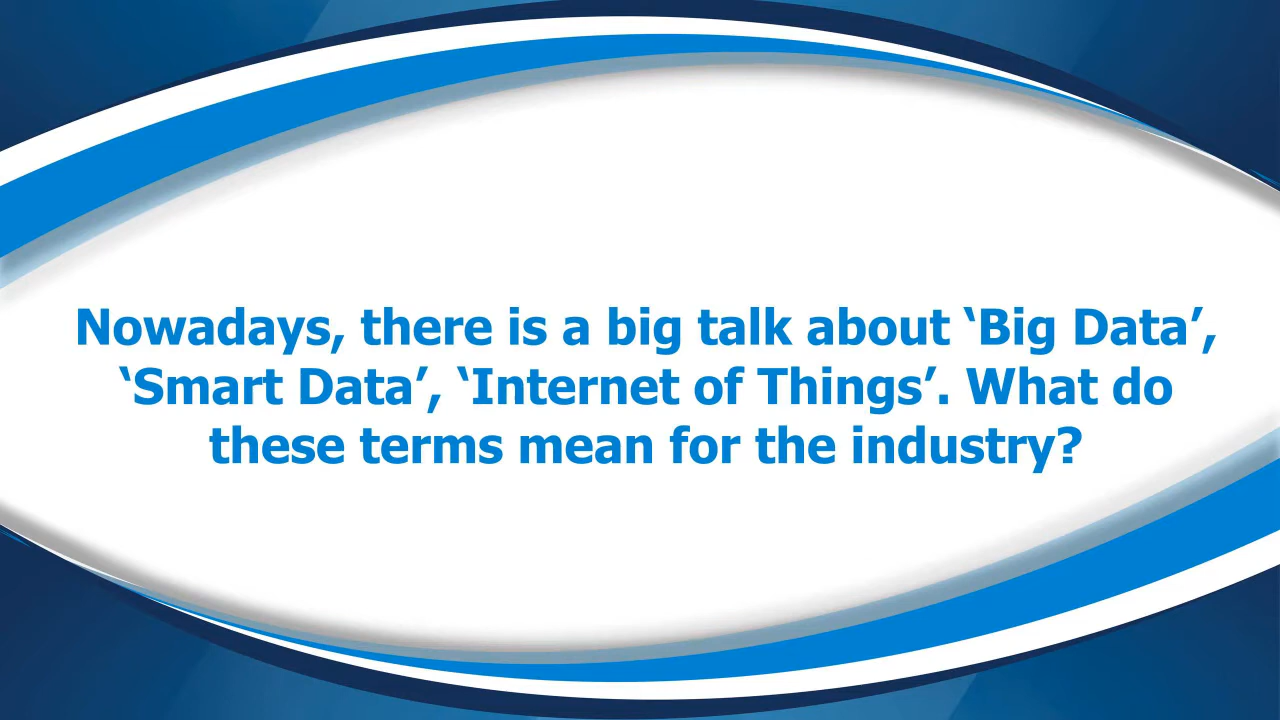 Nowadays, there is a big talk about ‘Big Data’,
‘Smart Data’, ‘Internet of Things’. What do
these terms mean for the industry?